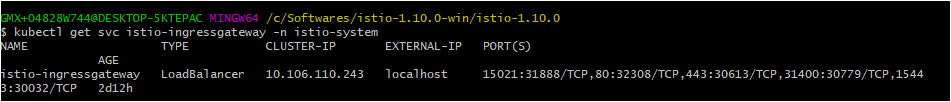 GMX+04828W744@DESKTOP-5KTEPAC MINGW64 /c/Softwares/istio-1.10.0-win/istio-1.10.0
$ kubectl get svc istio-ingressgateway -n istio-system
NAME TYPE CLUSTER-IP EXTERNAL-IP PORT(S)
AGE
istio-ingressgateway LoadBalancer 10.106.110.243 localhost 15021:31888/TCP,80:32308/TCP,443:30613/TCP,31400:30779/TCP,1544
3:30032/TCP 2d12h